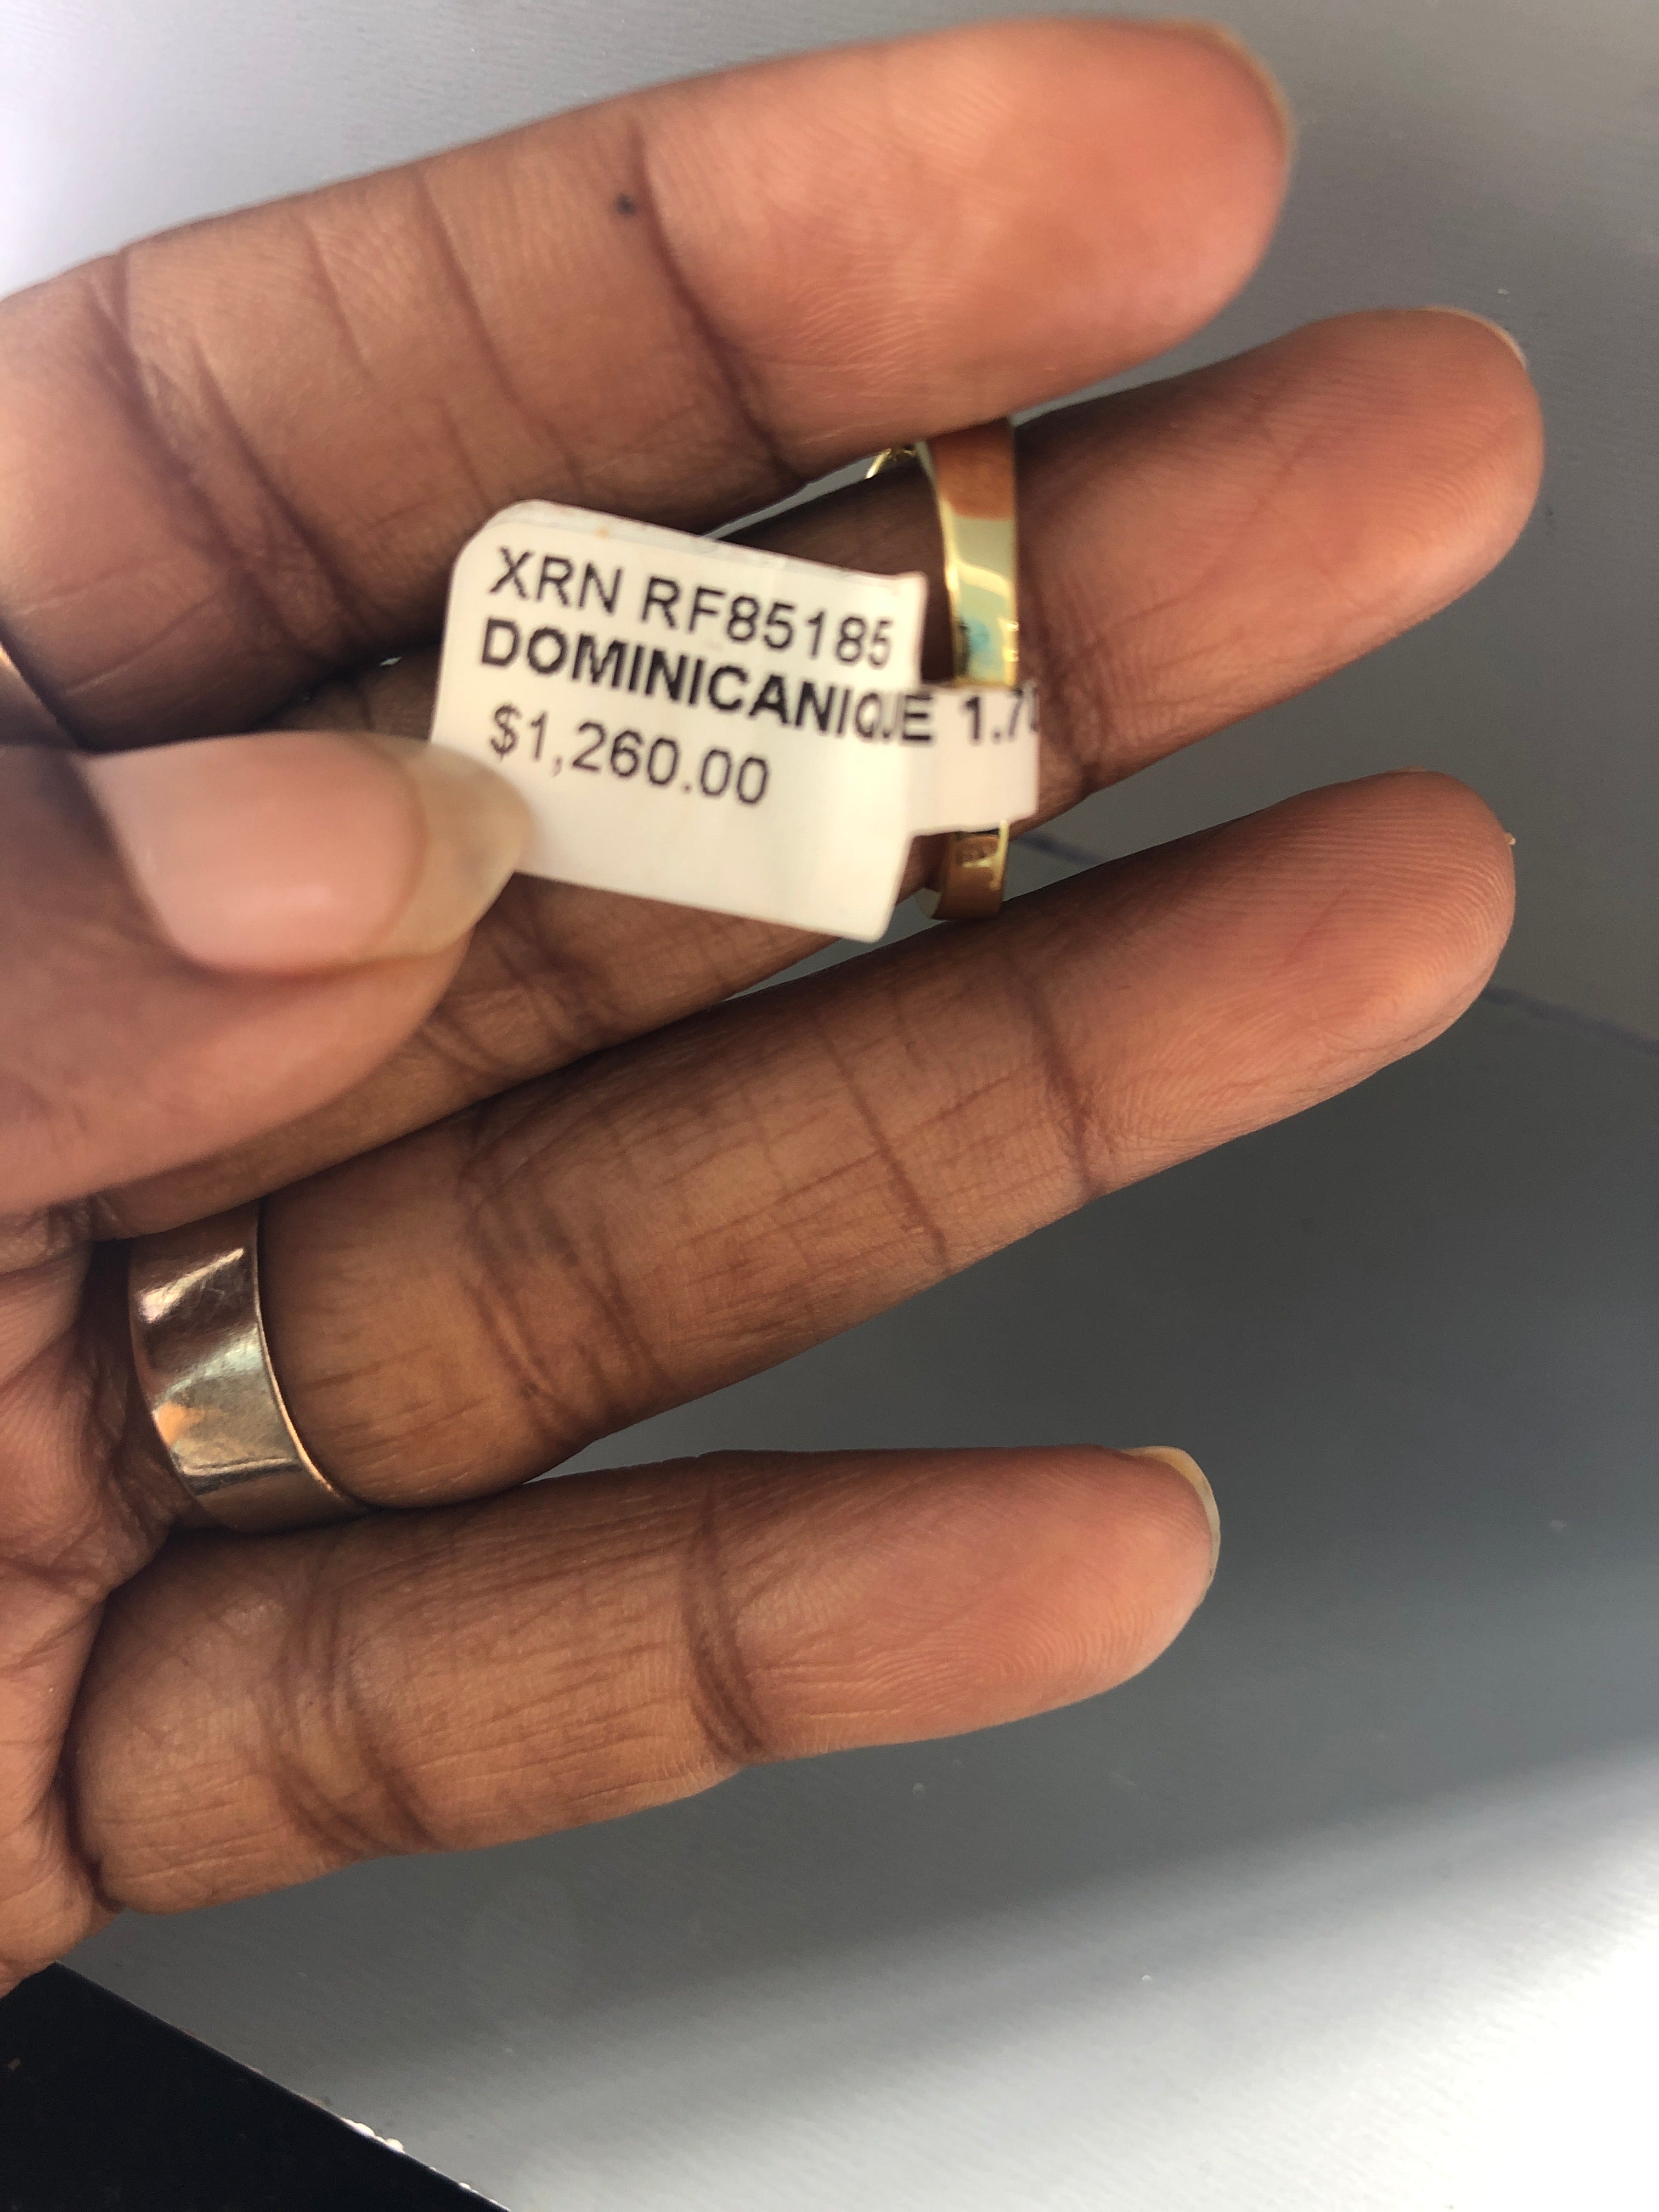 XRN RF85185
DOMINICANIQUE
$1,260.00